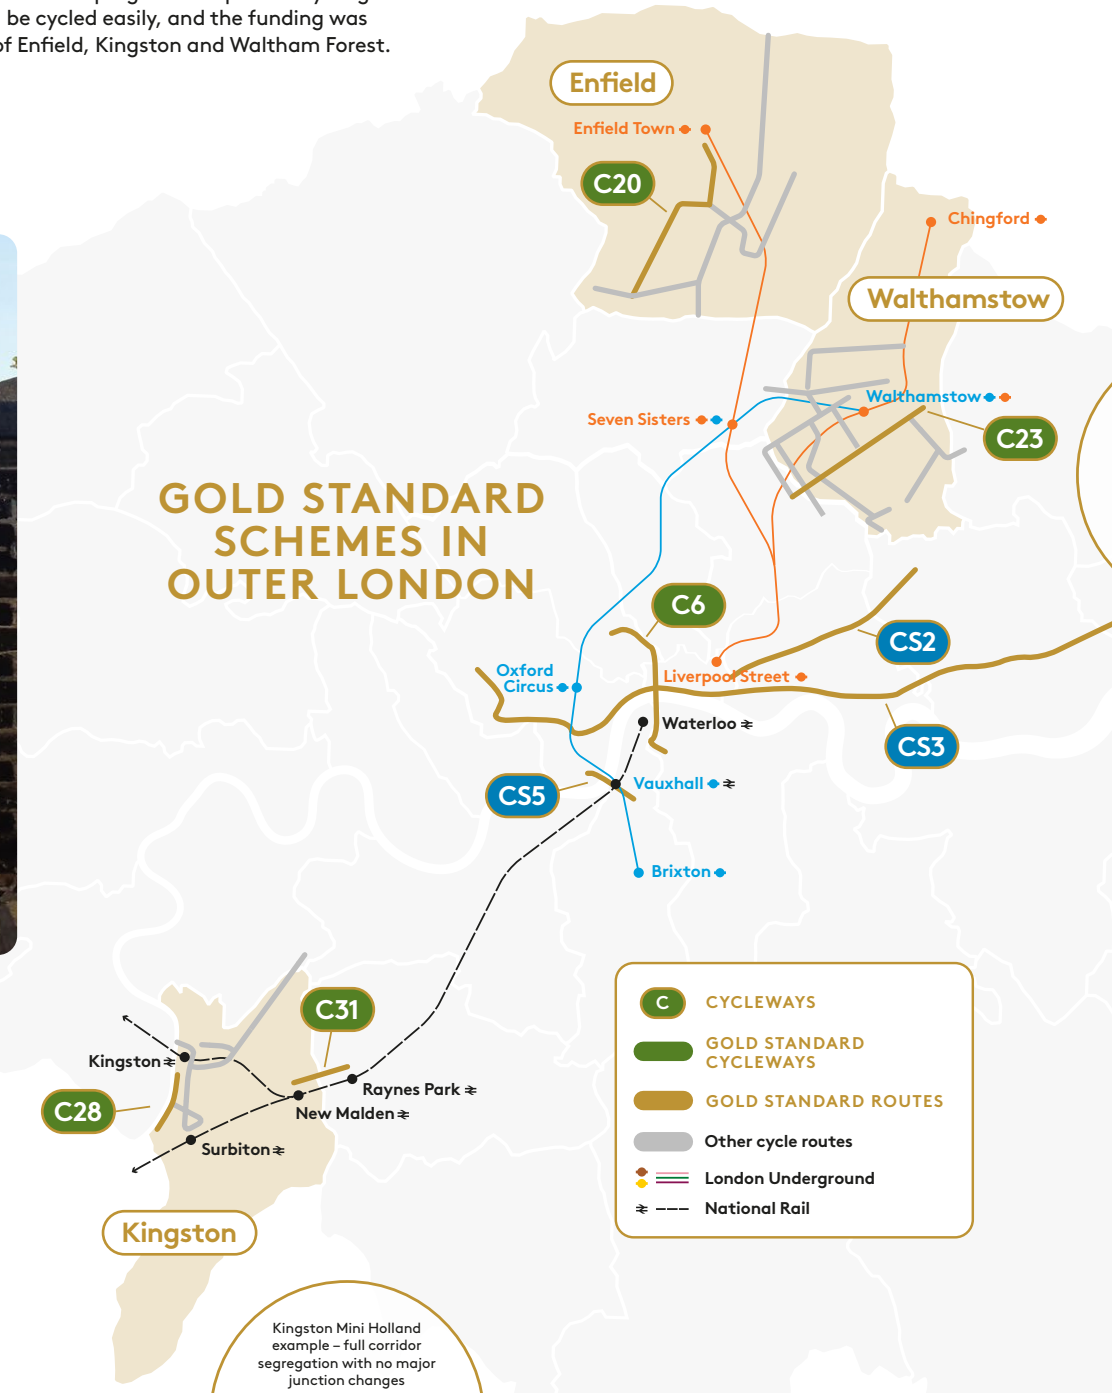 be cycled easily, and the funding was
of Enfield, Kingston and Waltham Forest.
Enfield
Enfield Town
C20
Chingford
Walthamstow
Walthamstow
Seven Sisters
C23
GOLD STANDARD
SCHEMES IN
OUTER LONDON
C6
CS2
Oxford
Circus
Liverpool Street
Waterloo
CS3
Vauxhall
CS5
Brixton
C31
Kingston
Raynes Park
C28
New Malden
Surbiton
Kingston
C CYCLEWAYS
GOLD STANDARD
CYCLEWAYS
GOLD STANDARD ROUTES
Other cycle routes
London Underground
National Rail
Kingston Mini Holland
example – full corridor
segregation with no major
junction changes